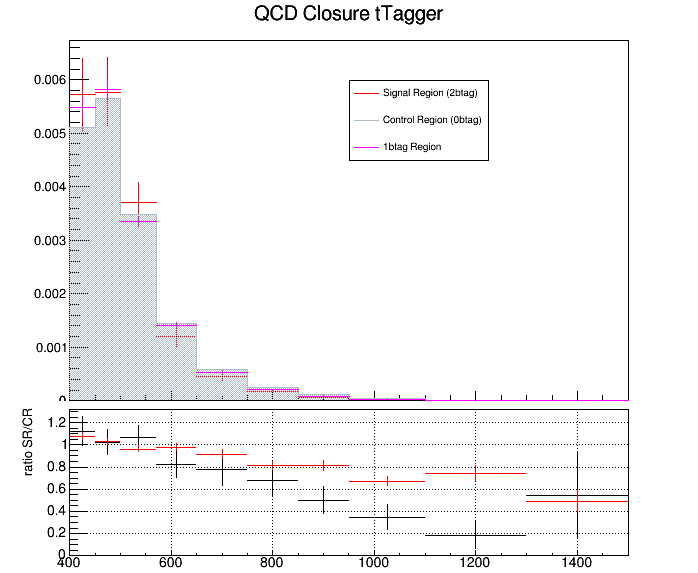 QCD Closure tTagger
0.006
0.005
0.004
0.003
0.002
0.001
0
Signal Region (2btag)
Control Region (0btag)
1btag Region
ratio SR/CR
1.2
1
0.8
0.6
0.4
0.2
0
400 600 800 1000 1200 1400